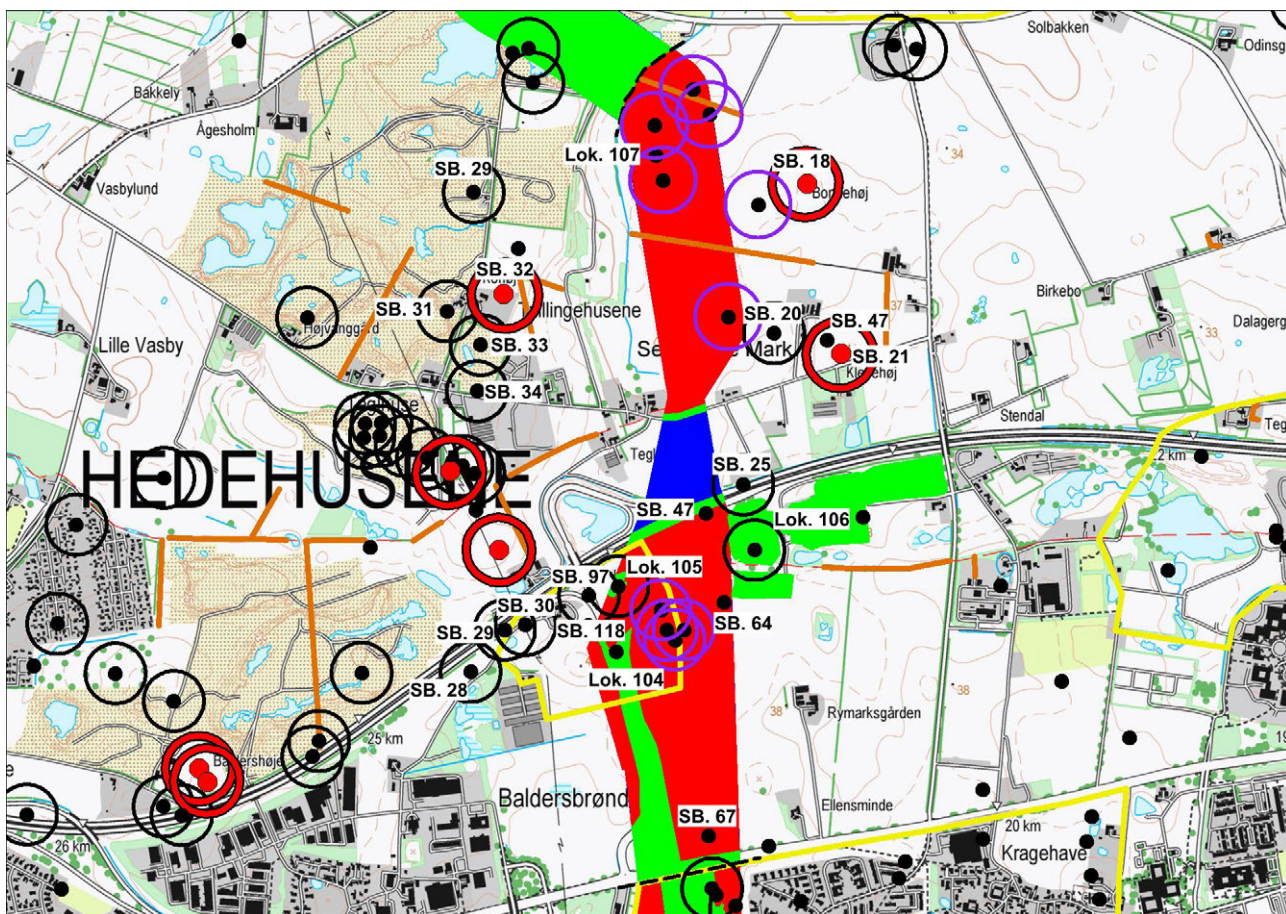 Solbakken
Odinsg
Bakkely
Ågesholm
Lok. 107
SB. 18
34
SB. 29
Vasbylund
SB. 32
SB. 31
Birkebo
37
SB. 20
SB. 47
Højvanggård
33
Dalagerg
Lille Vasby
SB. 33
SB. 21
SB. 34
Stendal
Teg
HEDEHUSENE
SB. 25
2 km
SB. 47
Lok. 106
Lok. 105
SB. 97
SB. 30
SB. 29
SB. 118
SB. 64
SB. 28
Lok. 104
38
38
Rymarksgården
25 km
Baldersbrønd
Ellensminde
SB. 67
20 km
Kragehave
26 km